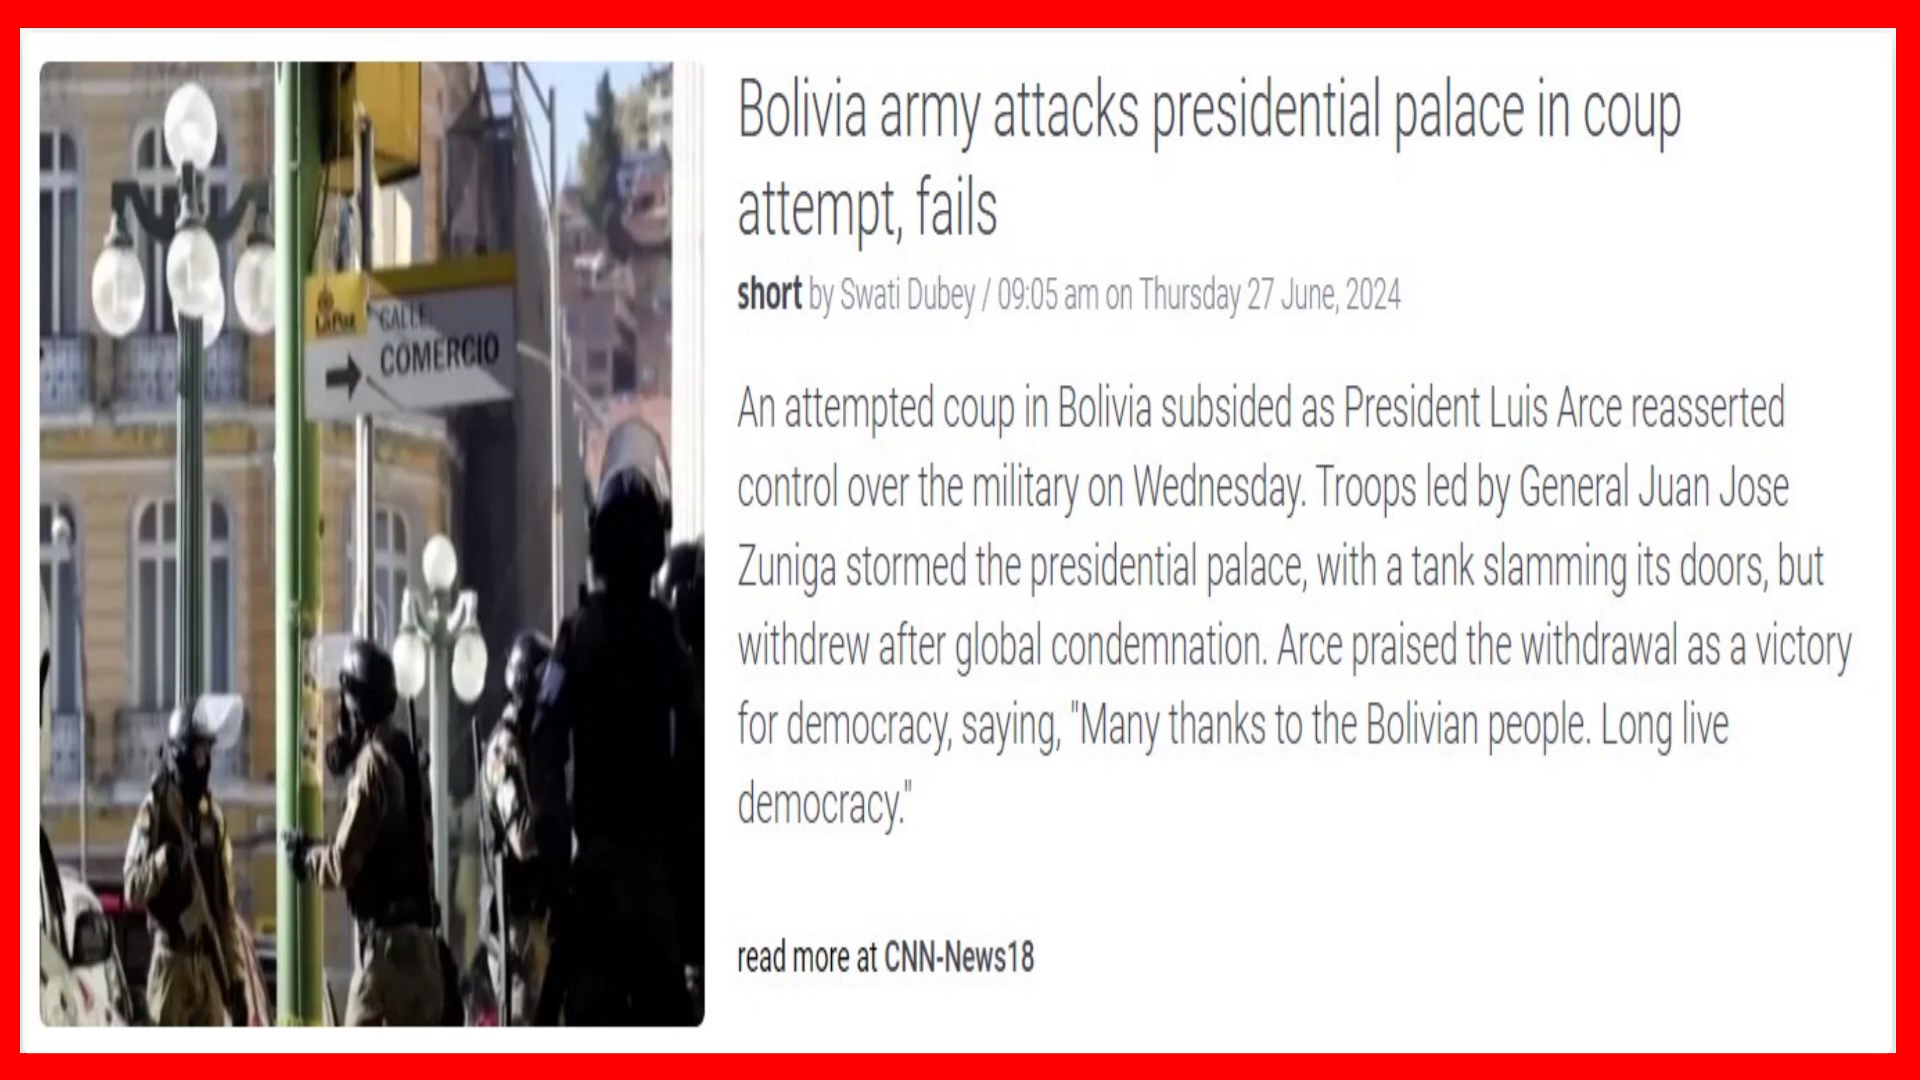 LaPaz
CALLE
COMERCIO
Bolivia army attacks presidential palace in coup
attempt, fails
short by Swati Dubey / 09:05 am on Thursday 27 June, 2024
An attempted coup in Bolivia subsided as President Luis Arce reasserted
control over the military on Wednesday. Troops led by General Juan Jose
Zuniga stormed the presidential palace, with a tank slamming its doors, but
withdrew after global condemnation. Arce praised the withdrawal as a victory
for democracy, saying, "Many thanks to the Bolivian people. Long live
democracy."
read more at CNN-News18